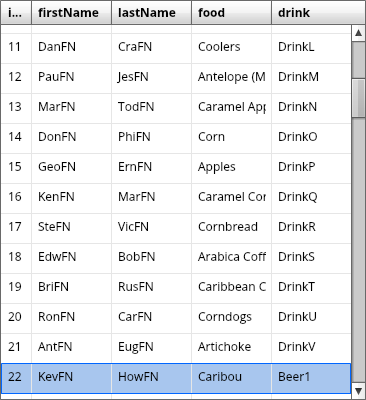 i... firstName lastName food drink
11 DanFN CraFN Coolers DrinkL
12 PauFN JesFN Antelope (M DrinkM
13 MarFN TodFN Caramel App DrinkN
14 DonFN PhiFN Corn DrinkO
15 GeoFN ErnFN Apples DrinkP
16 KenFN MarFN Caramel Cor DrinkQ
17 SteFN VicFN Cornbread DrinkR
18 EdwFN BobFN Arabica Coff DrinkS
19 BriFN RusFN Caribbean C DrinkT
20 RonFN CarFN Corndogs DrinkU
21 AntFN EugFN Artichoke DrinkV
22 KevFN HowFN Caribou Beer1